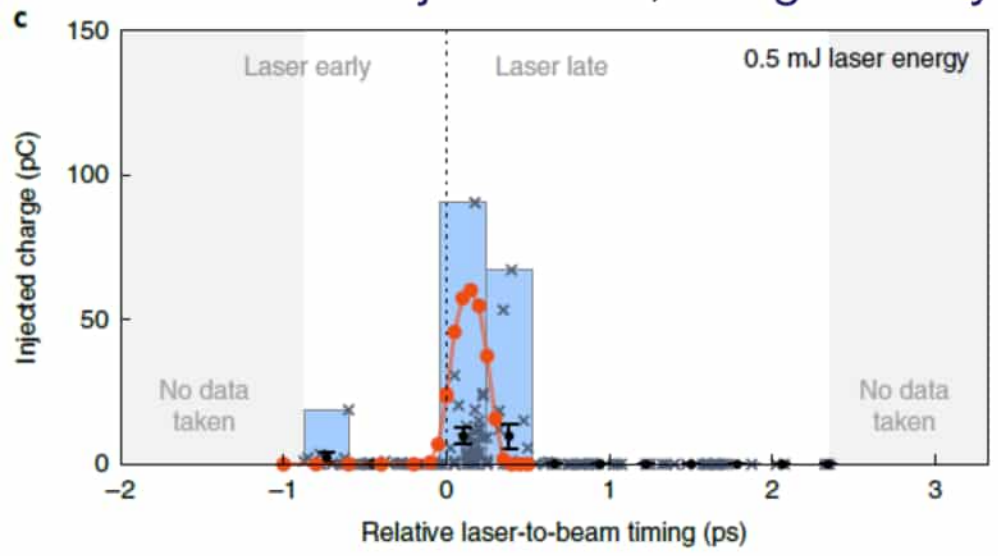 c
150
Laser early
Laser late
0.5 mJ laser energy
100
Injected charge (pC)
50
No data
taken
No data
taken
0
−2
−1
0
1
2
3
Relative laser-to-beam timing (ps)